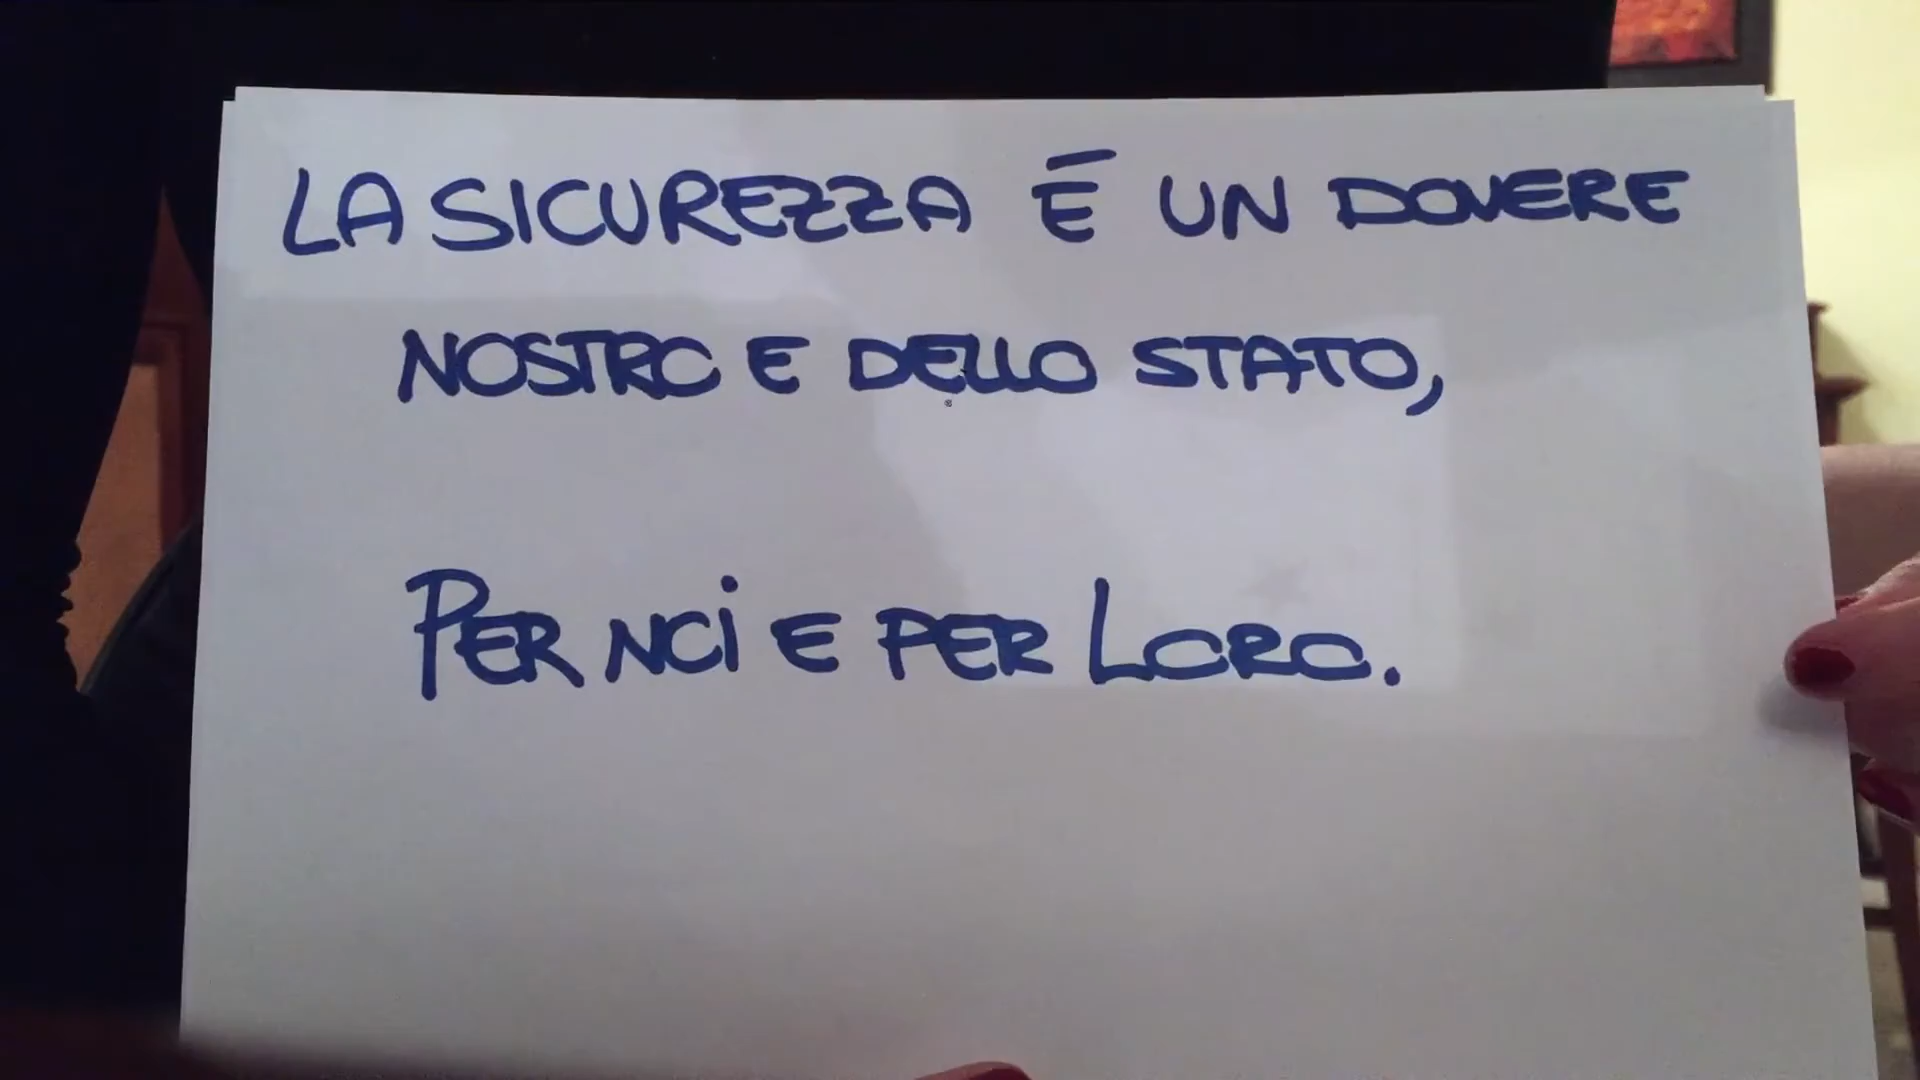 LA SICUREZZA É UN DOVERE
NOSTRO E DELLO STATO,
PER NOI E PER LORO.